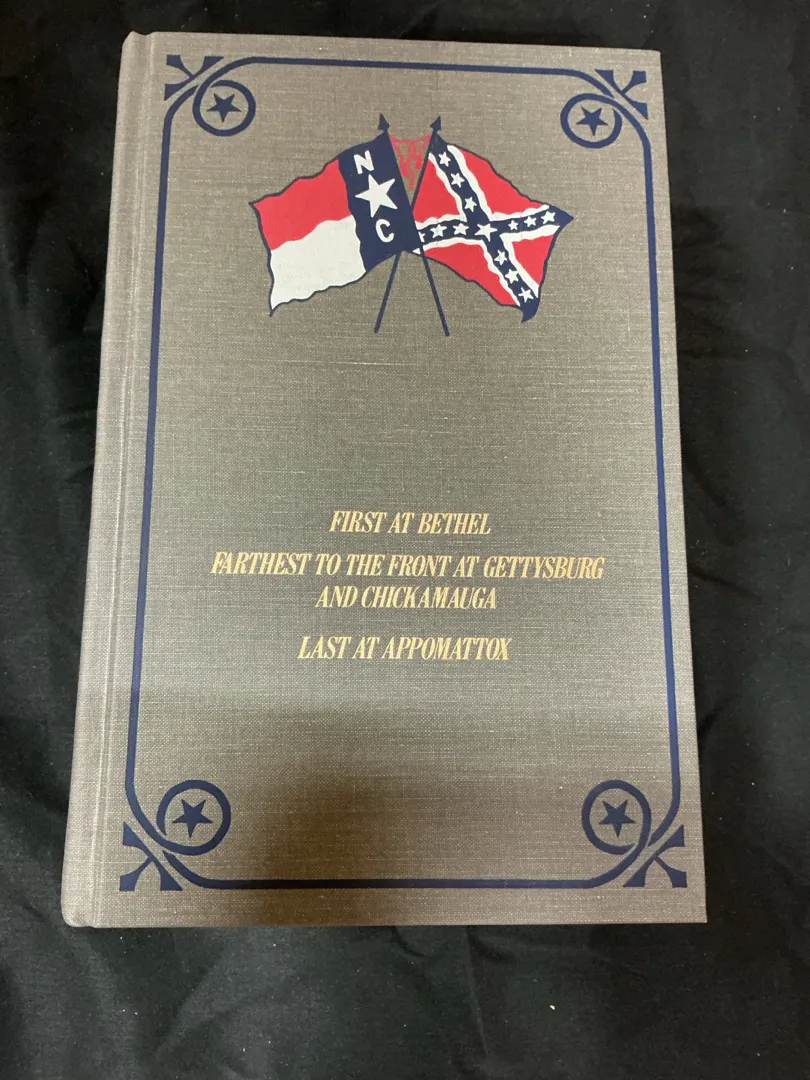 N
C
FIRST AT BETHEL
FARTHEST TO THE FRONT AT GETTYSBURG
AND CHICKAMAUGA
LAST AT APPOMATTOX